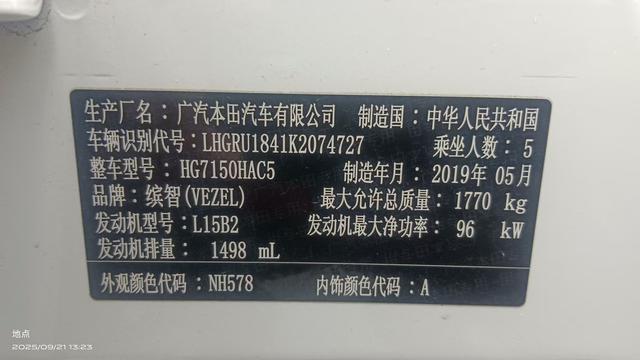 生产厂名：广汽本田汽车有限公司 制造国：中华人民共和国
车辆识别代号：LHGRU1841K2074727 乘坐人数：5
整车型号：HG7150HAC5 制造年月：2019年 05月
品牌：缤智(VEZEL) 最大允许总质量：1770 kg
发动机型号：L15B2 发动机最大净功率：96 kW
发动机排量：1498 mL
外观颜色代码：NH578 内饰颜色代码：A
地点
2025/09/21 13:23